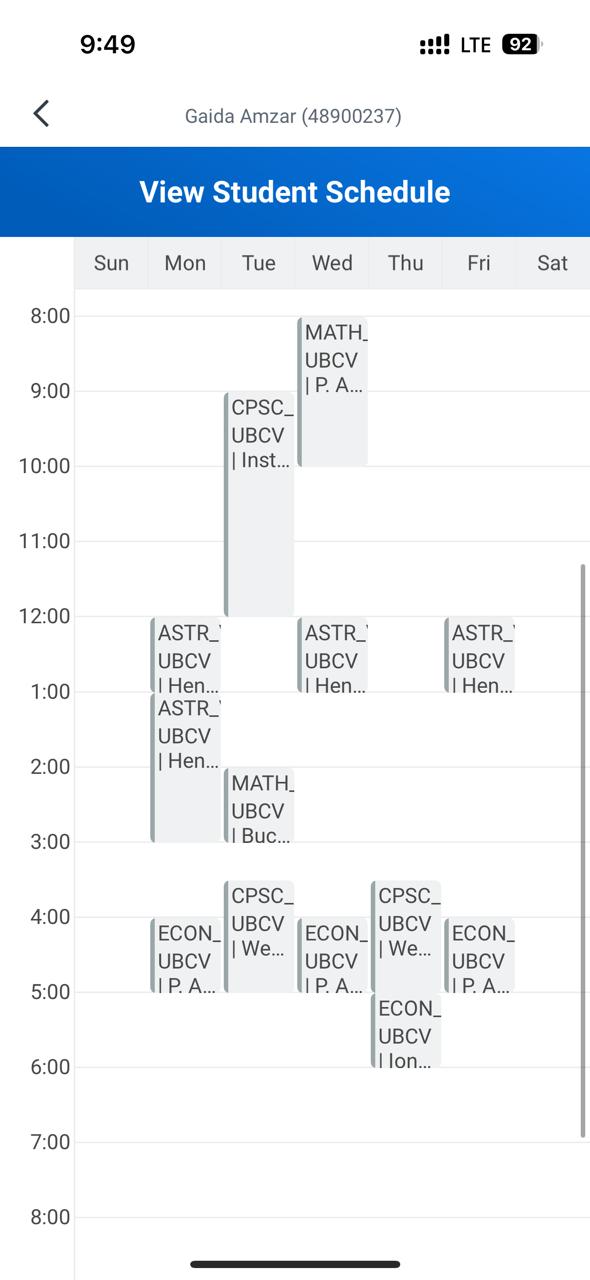 9:49
LTE 92
Gaida Amzar (48900237)
View Student Schedule
Sun Mon Tue Wed Thu Fri Sat
8:00
MATH_
UBCV
| P. A...
9:00
CPSC_
UBCV
| Inst...
10:00
11:00
12:00
ASTR_
UBCV
| Hen...
ASTR_
UBCV
| Hen...
ASTR_
UBCV
| Hen...
1:00
ASTR_
UBCV
| Hen...
2:00
MATH_
UBCV
| Buc...
3:00
CPSC_
UBCV
| We...
CPSC_
UBCV
| We...
4:00
ECON_
UBCV
| P. A...
ECON_
UBCV
| P. A...
ECON_
UBCV
| P. A...
5:00
ECON_
UBCV
| Ion...
6:00
7:00
8:00